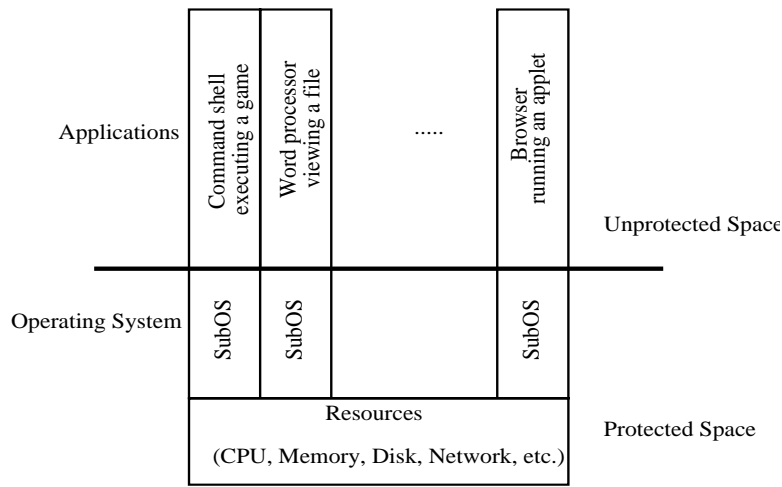 Applications
Command shell
executing a game
Word processor
viewing a file
.....
Browser
running an applet
Unprotected Space
Operating System
SubOS
SubOS
SubOS
Resources
(CPU, Memory, Disk, Network, etc.)
Protected Space